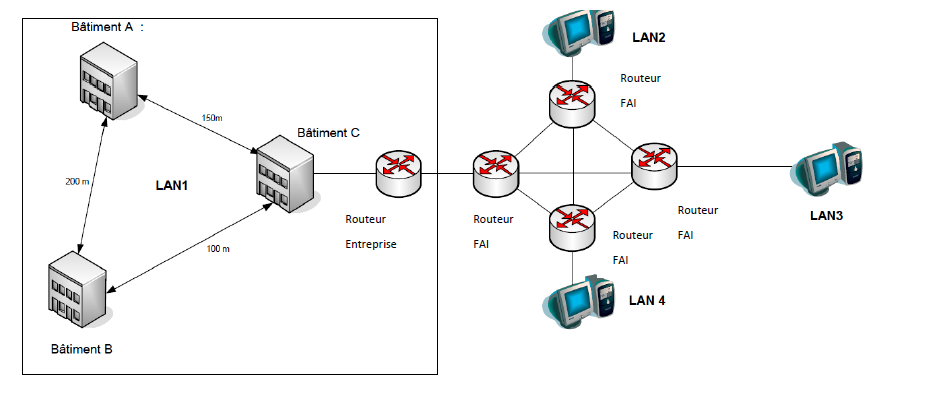 Bâtiment A  :
LAN2
Routeur
FAI
150m
Bâtiment C
200 m
LAN1
LAN3
Routeur
Entreprise
Routeur
FAI
Routeur
FAI
Routeur
FAI
100 m
LAN 4
Bâtiment B